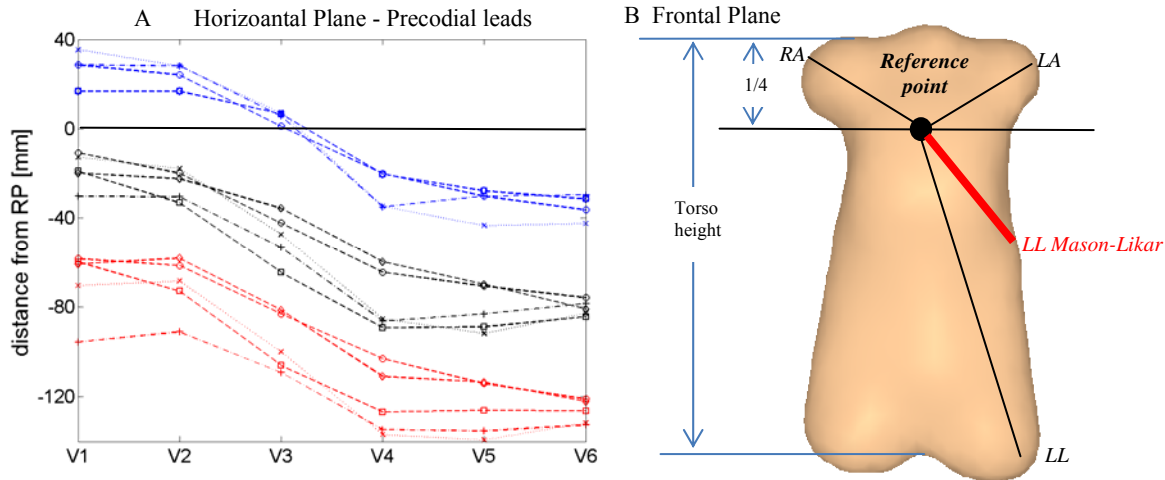 A Horizoantal Plane - Precodial leads
40
0
-40
-80
-120
distance from RP [mm]
V1 V2 V3 V4 V5 V6
B Frontal Plane
RA
Reference
point
LA
1/4
Torso
height
LL Mason-Likar
LL